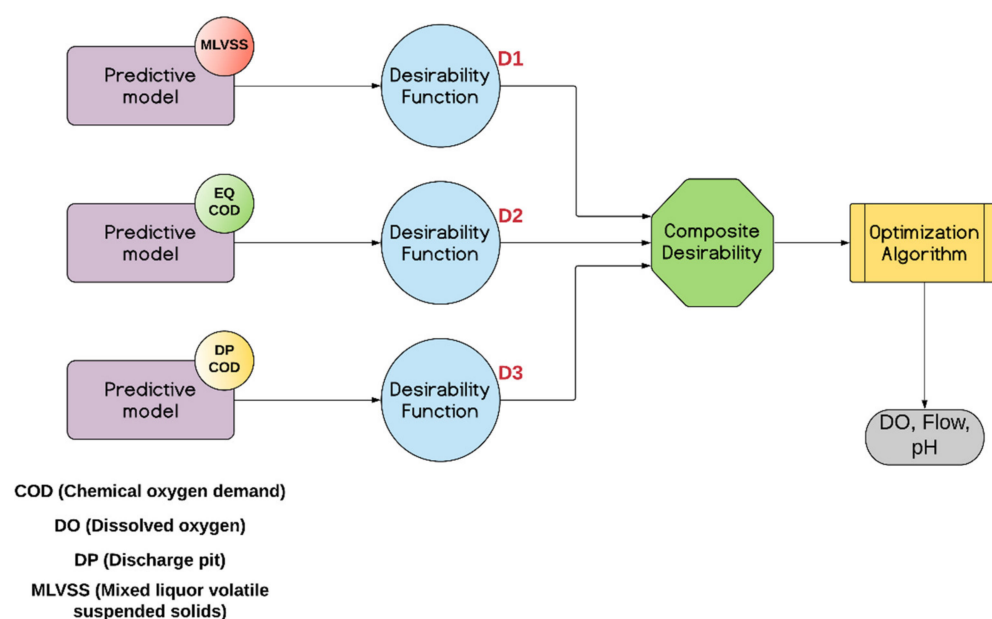 MLVSS
Predictive
model
Desirability
Function
D1
EQ
COD
Predictive
model
Desirability
Function
D2
Composite
Desirability
Optimization
Algorithm
DP
COD
Predictive
model
Desirability
Function
D3
DO, Flow,
pH
COD (Chemical oxygen demand)
DO (Dissolved oxygen)
DP (Discharge pit)
MLVSS (Mixed liquor volatile
suspended solids)